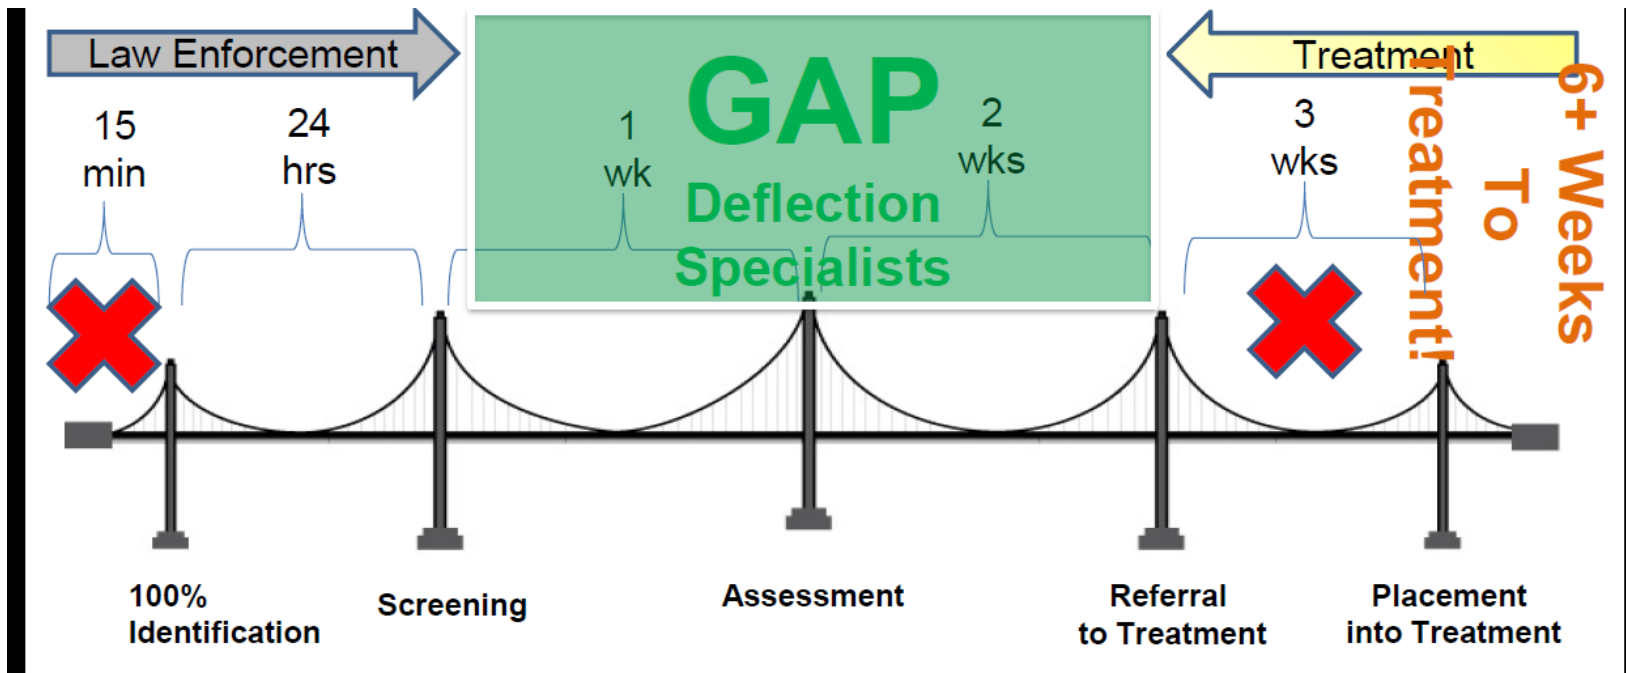 Law Enforcement
GAP
Deflection
Specialists
Treatment
15
min
24
hrs
1
wk
2
wks
3
wks
6+ Weeks
To
Treatment!
100%
Identification
Screening
Assessment
Referral
to Treatment
Placement
into Treatment